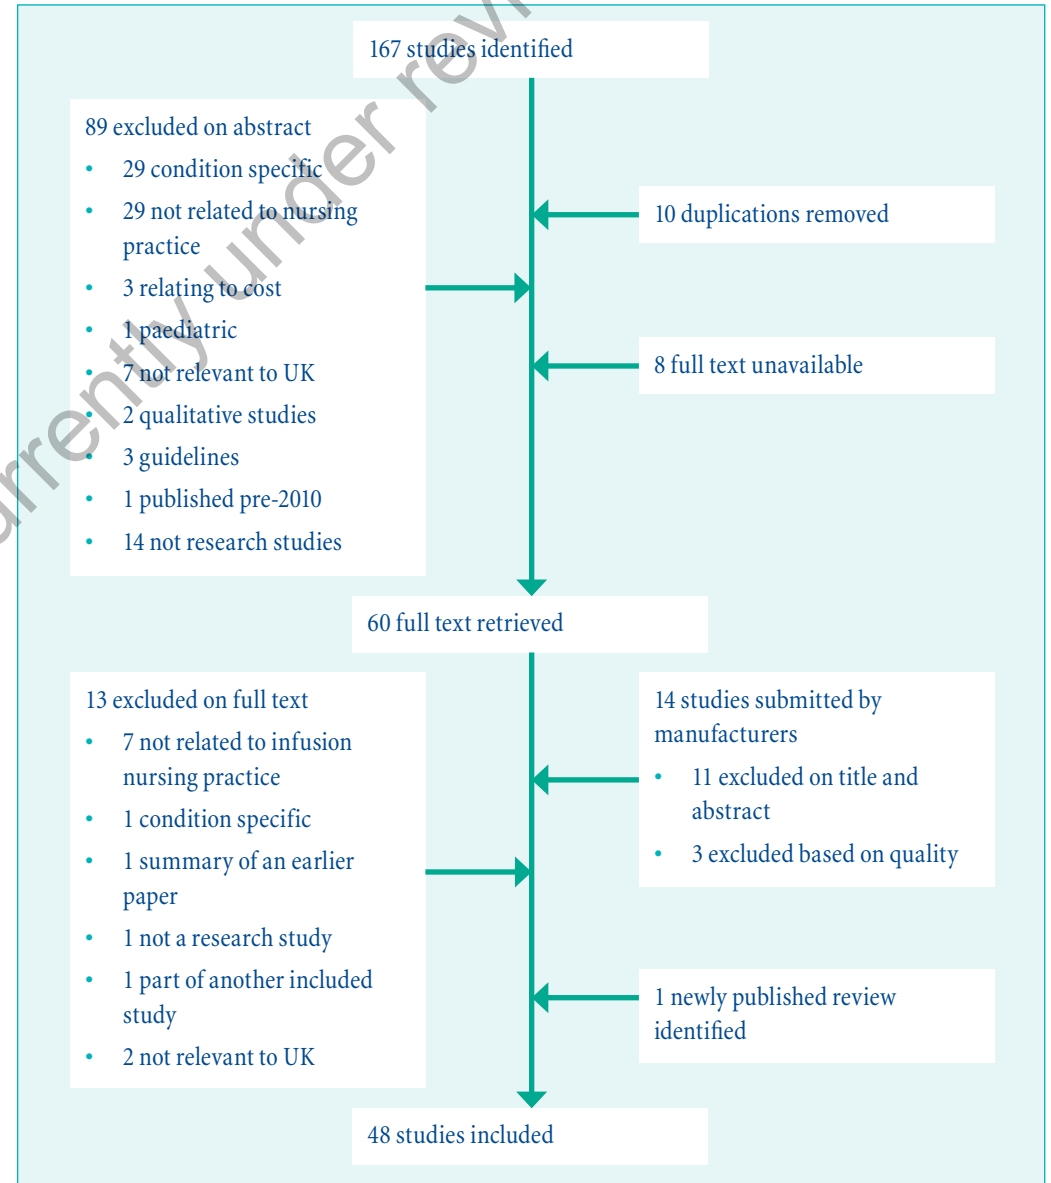 167 studies identified
89 excluded on abstract
• 29 condition specific
• 29 not related to nursing
practice
• 3 relating to cost
• 1 paediatric
• 7 not relevant to UK
• 2 qualitative studies
• 3 guidelines
• 1 published pre-2010
• 14 not research studies
10 duplications removed
8 full text unavailable
60 full text retrieved
13 excluded on full text
• 7 not related to infusion
nursing practice
• 1 condition specific
• 1 summary of an earlier
paper
• 1 not a research study
• 1 part of another included
study
• 2 not relevant to UK
14 studies submitted by
manufacturers
• 11 excluded on title and
abstract
• 3 excluded based on quality
1 newly published review
identified
48 studies included
under